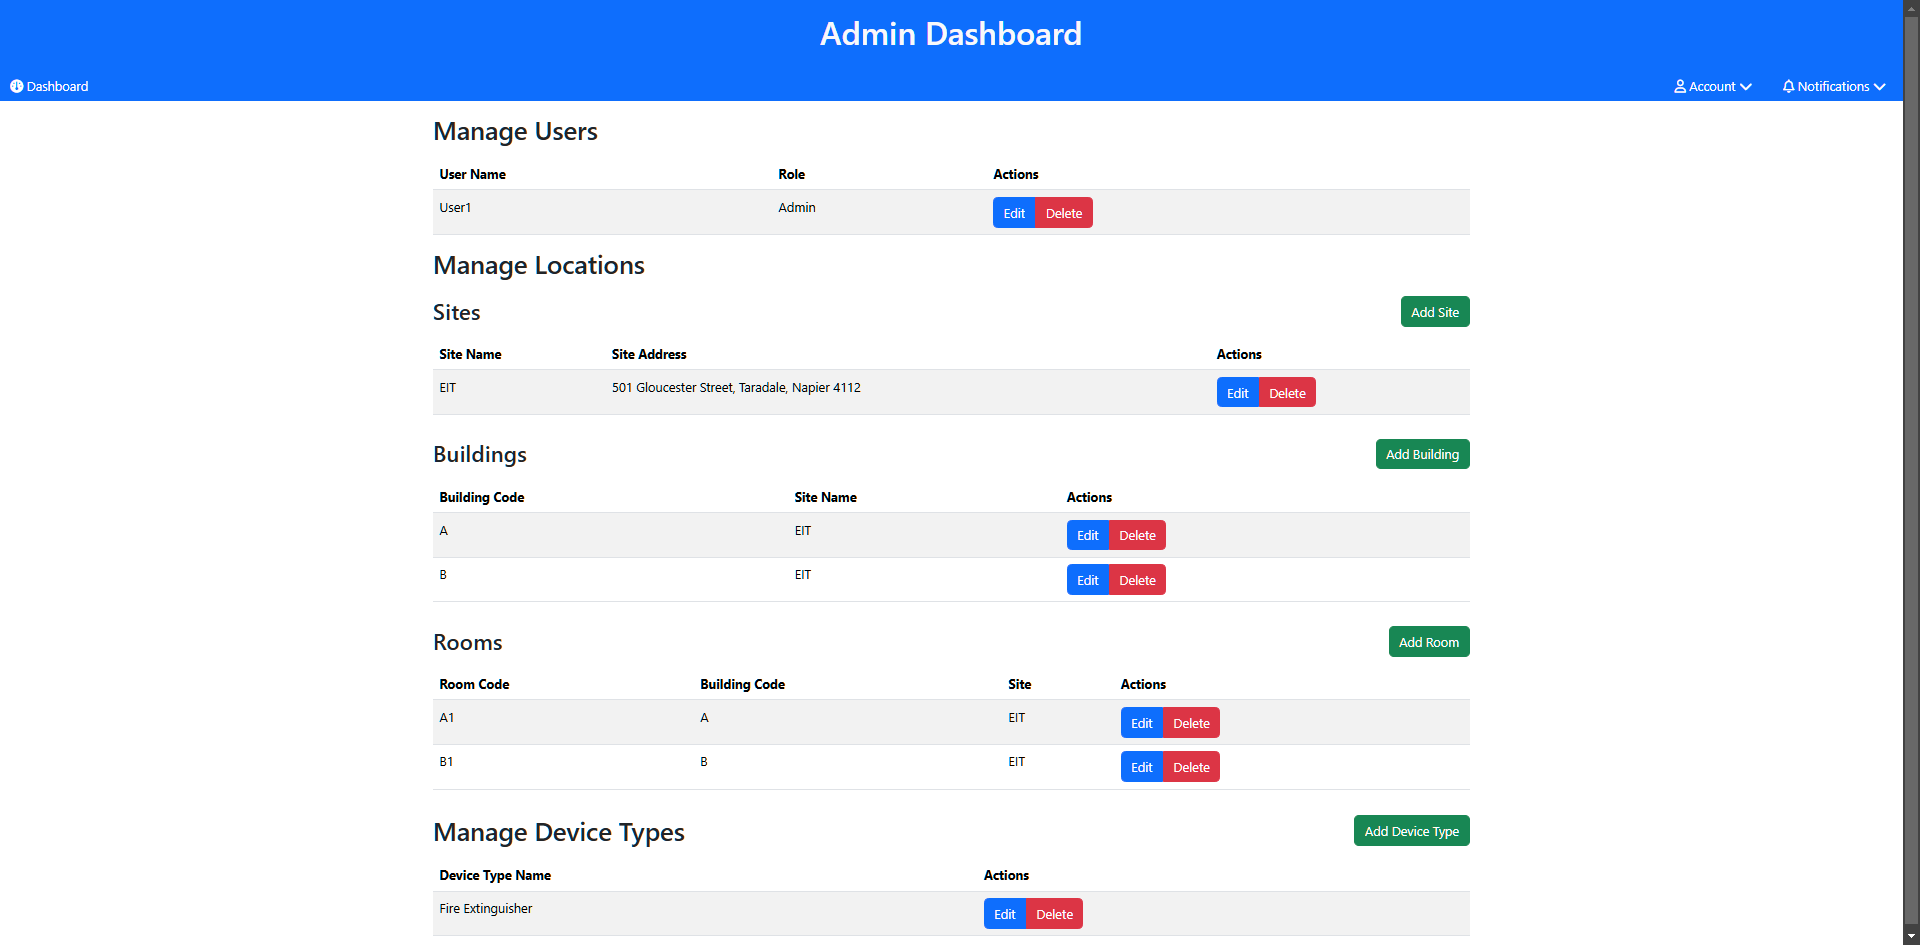 Admin Dashboard
Dashboard Account Notifications
Manage Users
User Name Role Actions
User1 Admin Edit Delete
Manage Locations
Sites Add Site
Site Name Site Address Actions
EIT 501 Gloucester Street, Taradale, Napier 4112 Edit Delete
Buildings Add Building
Building Code Site Name Actions
A EIT Edit Delete
B EIT Edit Delete
Rooms Add Room
Room Code Building Code Site Actions
A1 A EIT Edit Delete
B1 B EIT Edit Delete
Manage Device Types Add Device Type
Device Type Name Actions
Fire Extinguisher Edit Delete